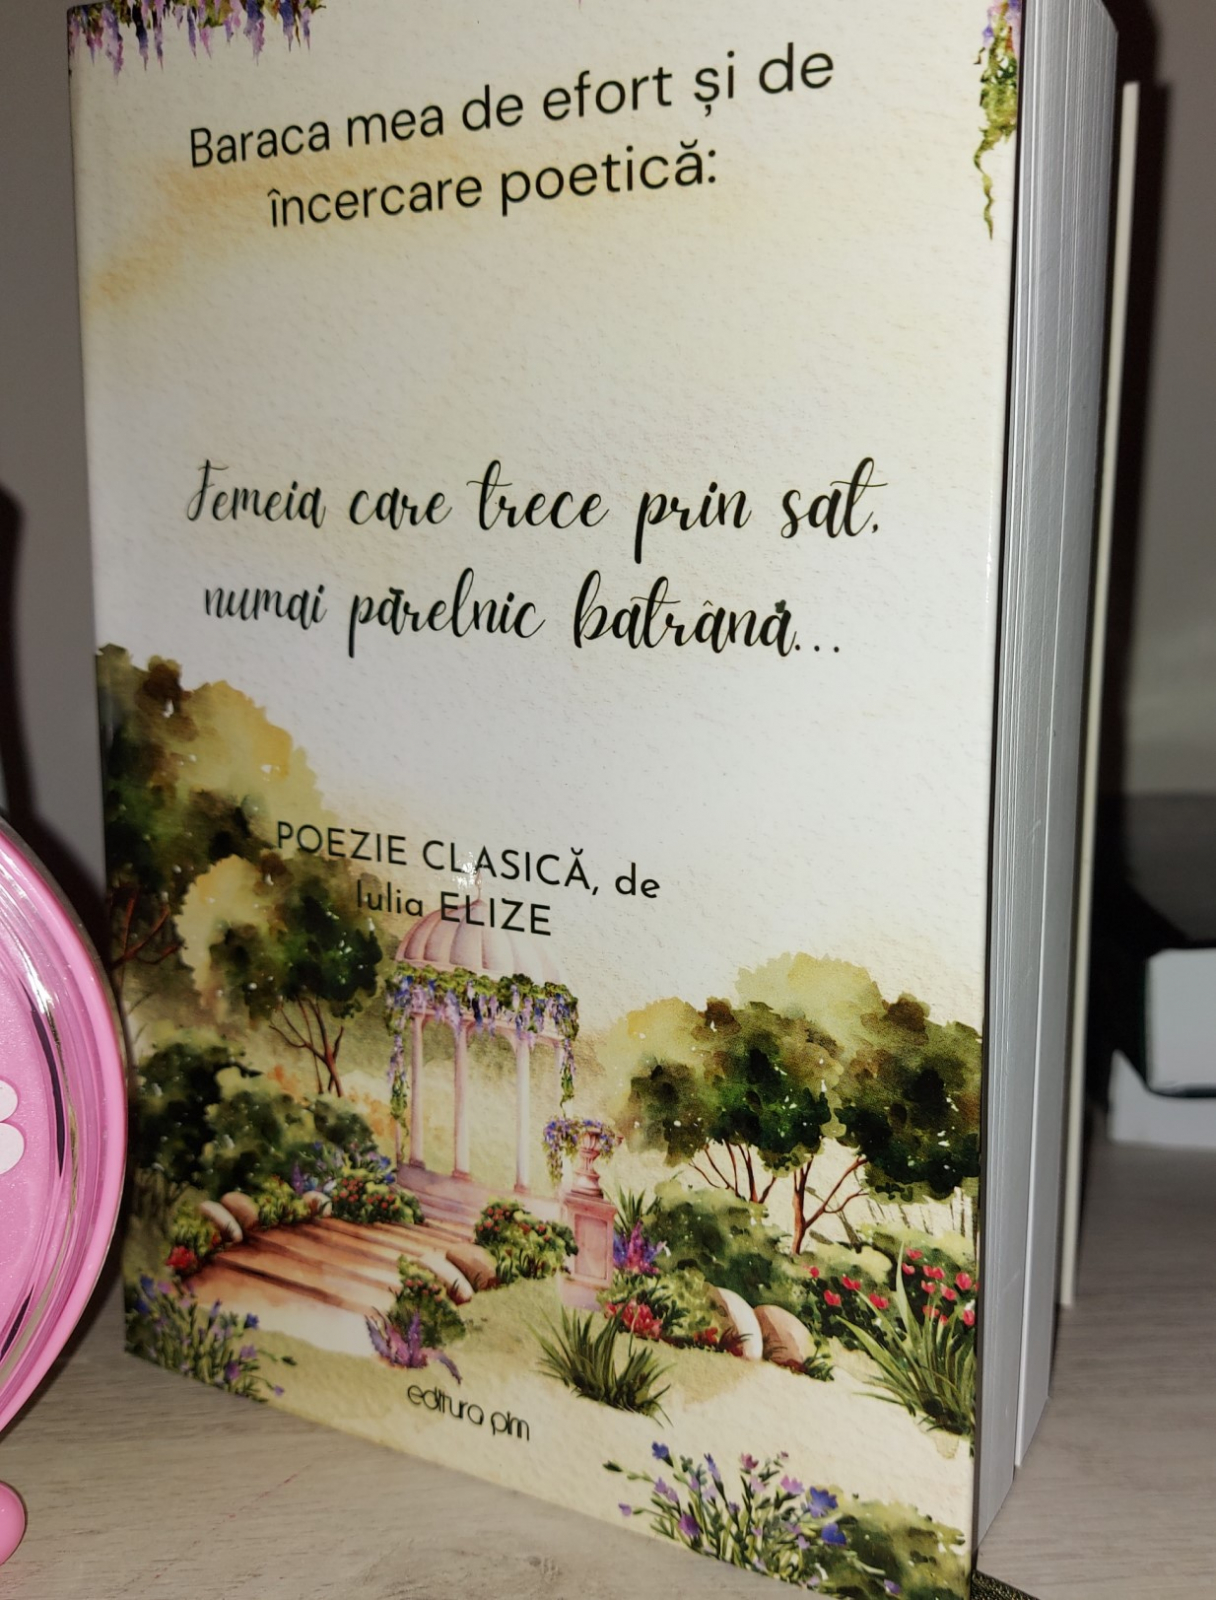 Baraca mea de efort și de
încercare poetică:
Femeia care trece prin sat,
numai părelnic bătrână...
POEZIE CLASICĂ, de
Iulia ELIZE
editura plm